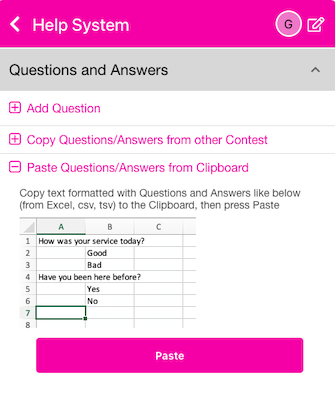 Help System
G
Questions and Answers
Add Question
Copy Questions/Answers from other Contest
Paste Questions/Answers from Clipboard
Copy text formatted with Questions and Answers like below
(from Excel, csv, tsv) to the Clipboard, then press Paste
A B C
1 How was your service today?
2 Good
3 Bad
4 Have you been here before?
5 Yes
6 No
7
8
Paste